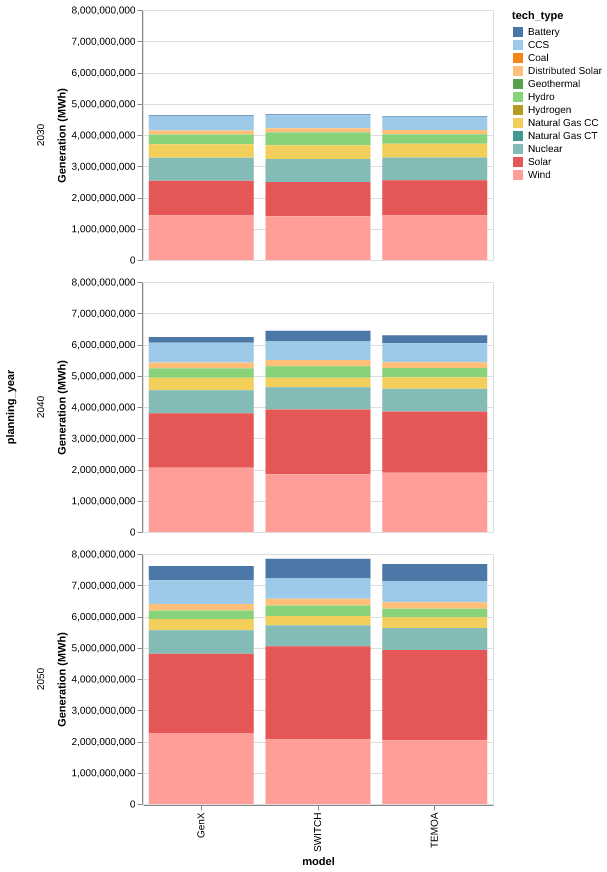 tech_type
Battery
CCS
Coal
Distributed Solar
Geothermal
Hydro
Hydrogen
Natural Gas CC
Natural Gas CT
Nuclear
Solar
Wind
planning_year
2030
Generation (MWh)
8,000,000,000
7,000,000,000
6,000,000,000
5,000,000,000
4,000,000,000
3,000,000,000
2,000,000,000
1,000,000,000
0
2040
Generation (MWh)
8,000,000,000
7,000,000,000
6,000,000,000
5,000,000,000
4,000,000,000
3,000,000,000
2,000,000,000
1,000,000,000
0
2050
Generation (MWh)
8,000,000,000
7,000,000,000
6,000,000,000
5,000,000,000
4,000,000,000
3,000,000,000
2,000,000,000
1,000,000,000
0
GenX
SWITCH
TEMOA
model